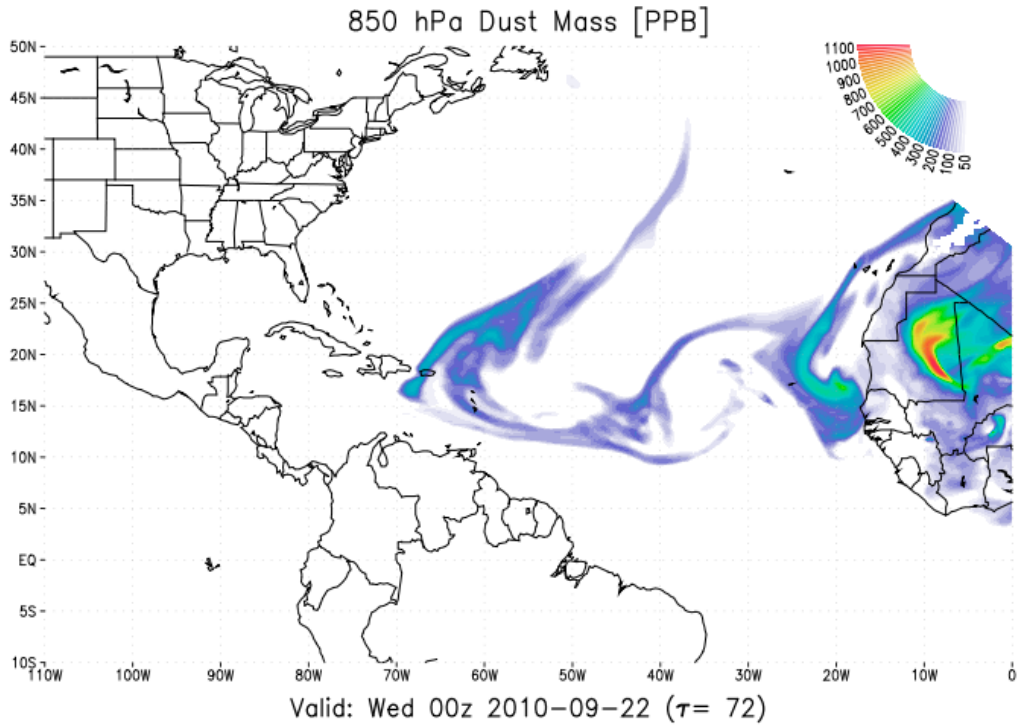 850 hPa Dust Mass [PPB]
50N
45N
40N
35N
30N
25N
20N
15N
10N
5N
EQ
5S
10S
1100
1000
900
800
700
600
500
400
300
200
100
50
110W 100W 90W 80W 70W 60W 50W 40W 30W 20W 10W 0
Valid: Wed 00z 2010-09-22 (τ= 72)